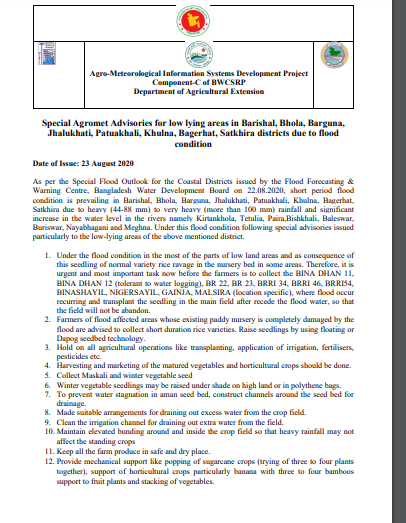 Agro-Meteorological Information Systems Development Project
Component-C of BWCSRP
Department of Agricultural Extension
Special Agromet Advisories for low lying areas in Barishal, Bhola, Barguna,
Jhalukhati, Patuakhali, Khulna, Bagerhat, Satkhira districts due to flood
condition
Date of Issue: 23 August 2020
As per the Special Flood Outlook for the Coastal Districts issued by the Flood Forecasting &
Warning Centre, Bangladesh Water Development Board on 22.08.2020, short period flood
condition is prevailing in Barishal, Bhola, Barguna, Jhalukhati, Patuakhali, Khulna, Bagerhat,
Satkhira due to heavy (44-88 mm) to very heavy (more than 100 mm) rainfall and significant
increase in the water level in the rivers namely Kirtankhola, Tetulia, Paira,Bishkhali, Baleswar,
Buriswar, Nayabhagani and Meghna. Under this flood condition following special advisories issued
particularly to the low-lying areas of the above mentioned district.
1. Under the flood condition in the most of the parts of low land areas and as consequence of
this seedling of normal variety rice ravage in the nursery bed in some areas. Therefore, it is
urgent and most important task now before the farmers is to collect the BINA DHAN 11,
BINA DHAN 12 (tolerant to water logging), BR 22, BR 23, BRRI 34, BRRI 46, BRRI54,
BINASHAYIL, NIGERSAYIL, GAINJA, MALSIRA (location specific), where flood occur
recurring and transplant the seedling in the main field after recede the flood water, so that
the field will not be abandon.
2. Farmers of flood affected areas whose existing paddy nursery is completely damaged by the
flood are advised to collect short duration rice varieties. Raise seedlings by using floating or
Dapog seedbed technology.
3. Hold on all agricultural operations like transplanting, application of irrigation, fertilisers,
pesticides etc.
4. Harvesting and marketing of the matured vegetables and horticultural crops should be done.
5. Collect Maskali and winter vegetable seed
6. Winter vegetable seedlings may be raised under shade on high land or in polythene bags.
7. To prevent water stagnation in aman seed bed, construct channels around the seed bed for
drainage.
8. Made suitable arrangements for draining out excess water from the crop field.
9. Clean the irrigation channel for draining out extra water from the field.
10. Maintain elevated bunding around and inside the crop field so that heavy rainfall may not
affect the standing crops
11. Keep all the farm produce in safe and dry place.
12. Provide mechanical support like popping of sugarcane crops (trying of three to four plants
together), support of horticultural crops particularly banana with three to four bamboos
support to fruit plants and stacking of vegetables.